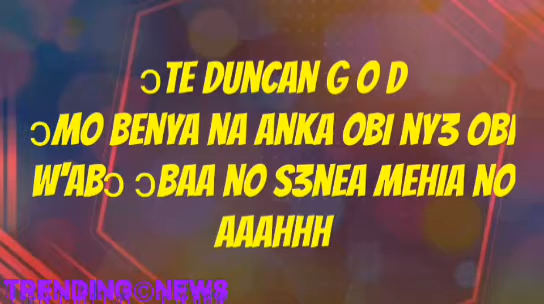 ɔTE DUNCAN G O D
ɔMO BENYA NA ANKA OBI NY3 OBI
W'ABɔ ɔBAA NO S3NEA MEHIA NO
AAAHHH
TRENDING©NEWS